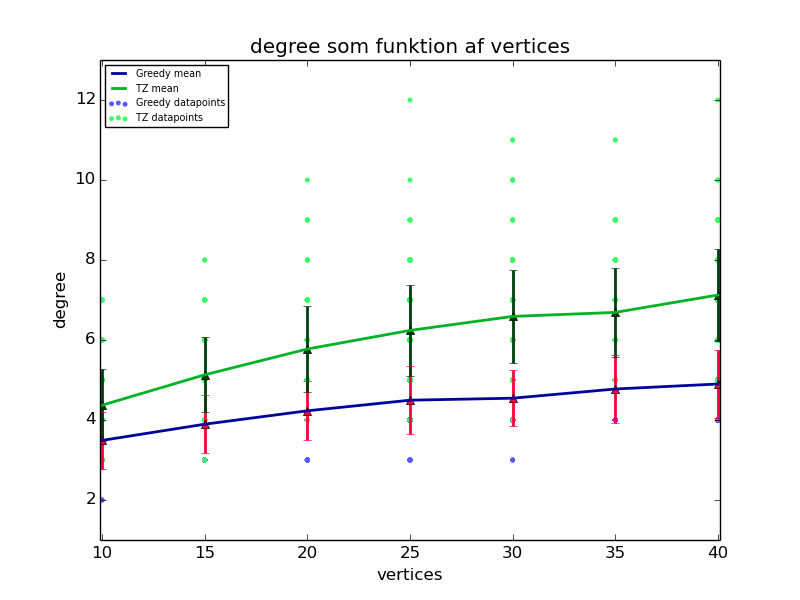 degree som funktion af vertices
Greedy mean
TZ mean
Greedy datapoints
TZ datapoints
12
10
8
6
4
2
degree
10 15 20 25 30 35 40
vertices